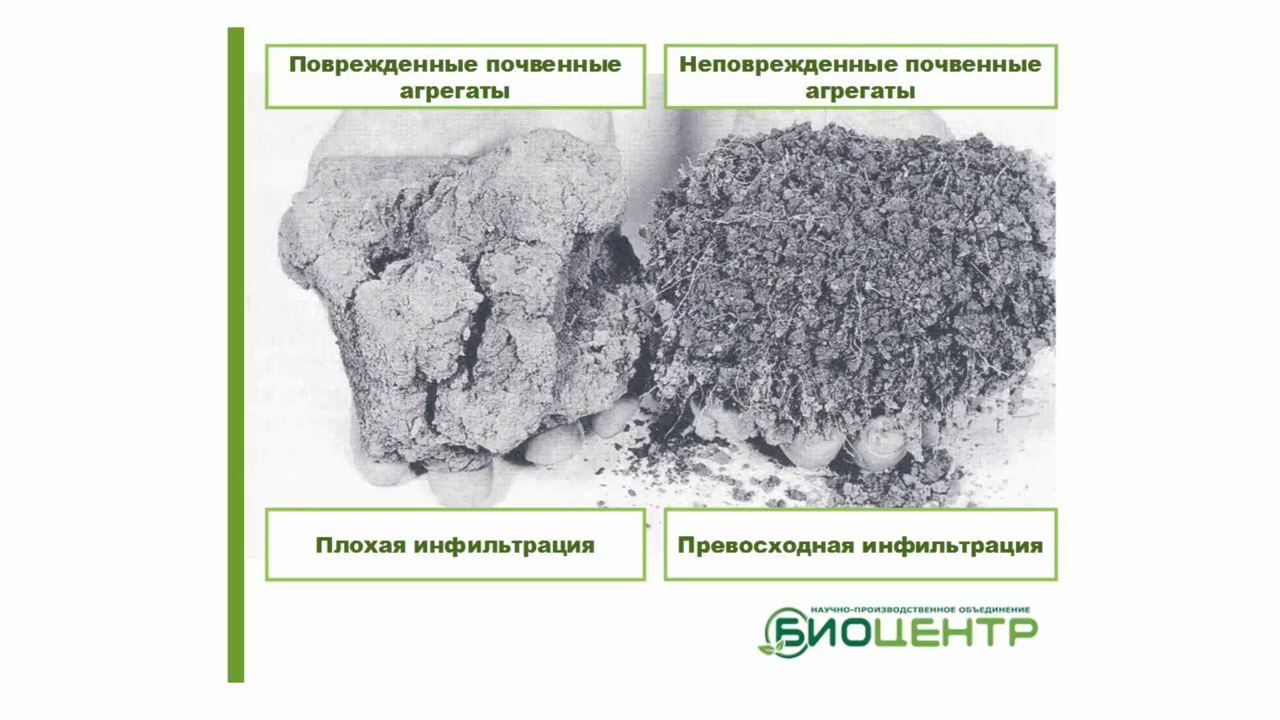 Поврежденные почвенные
агрегаты
Неповрежденные почвенные
агрегаты
Плохая инфильтрация
Превосходная инфильтрация
НАУЧНО-ПРОИЗВОДСТВЕННОЕ ОБЪЕДИНЕНИЕ
БИОЦЕНТР